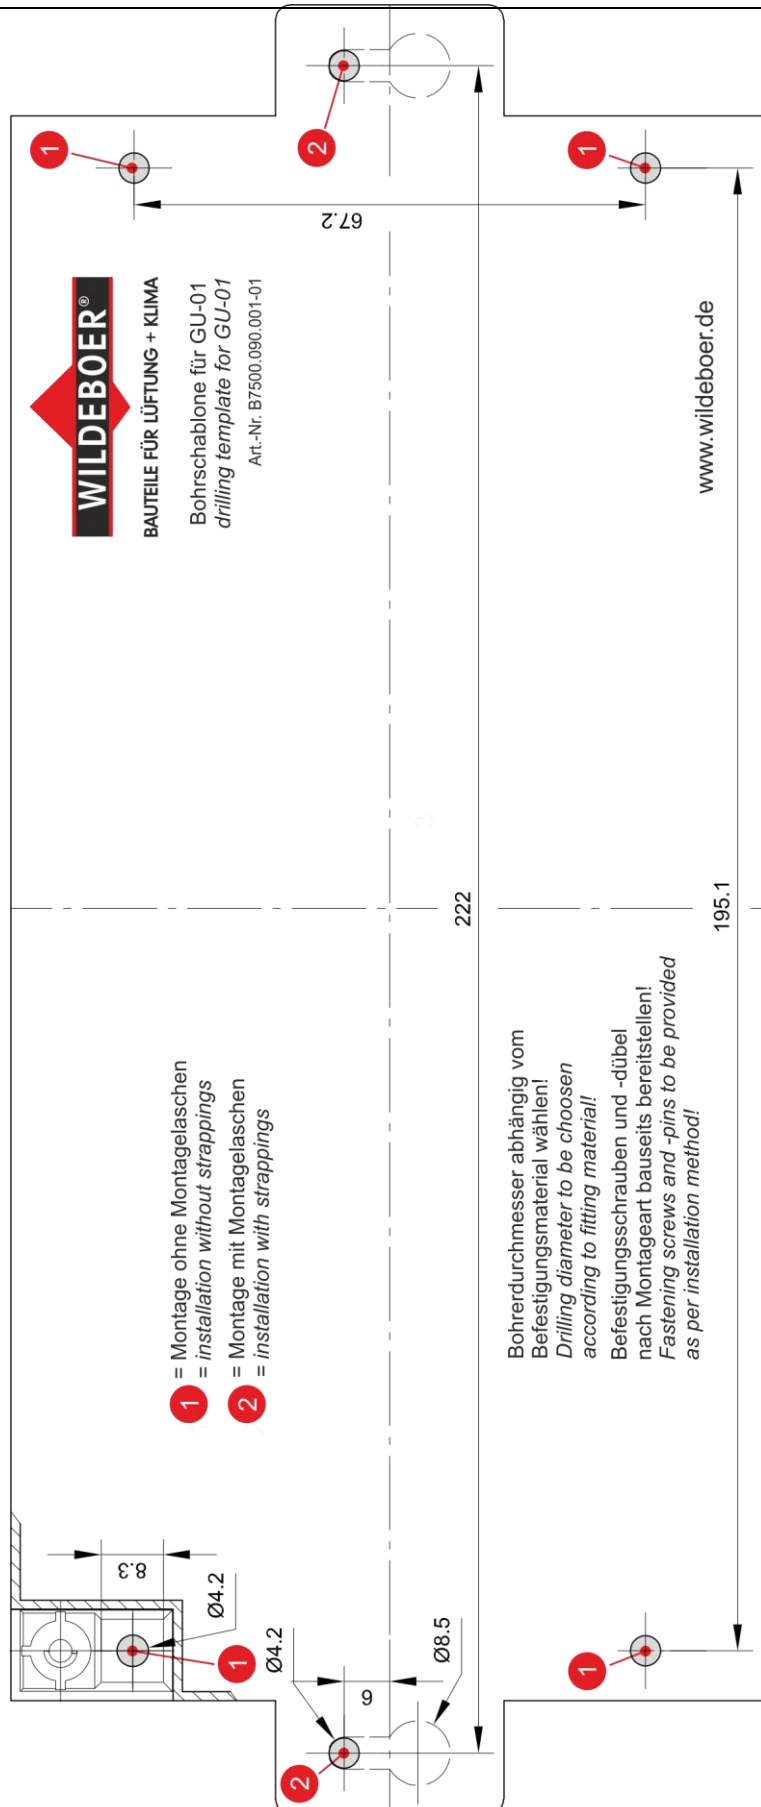 WILDEBOER®
BAUTEILE FÜR LÜFTUNG + KLIMA
Bohrschablone für GU-01
drilling template for GU-01
Art.-Nr. B7500.090.001-01
1
1
2
67.2
www.wildeboer.de
222
195.1
1 = Montage ohne Montagelaschen
= installation without strappings
2 = Montage mit Montagelaschen
= installation with strappings
Bohrerdurchmesser abhängig vom
Befestigungsmaterial wählen!
Drilling diameter to be choosen
according to fitting material!
Befestigungsschrauben und -dübel
nach Montageart bauseits bereitstellen!
Fastening screws and -pins to be provided
as per installation method!
8.3
Ø4.2
1
Ø4.2
6
Ø8.5
2
1